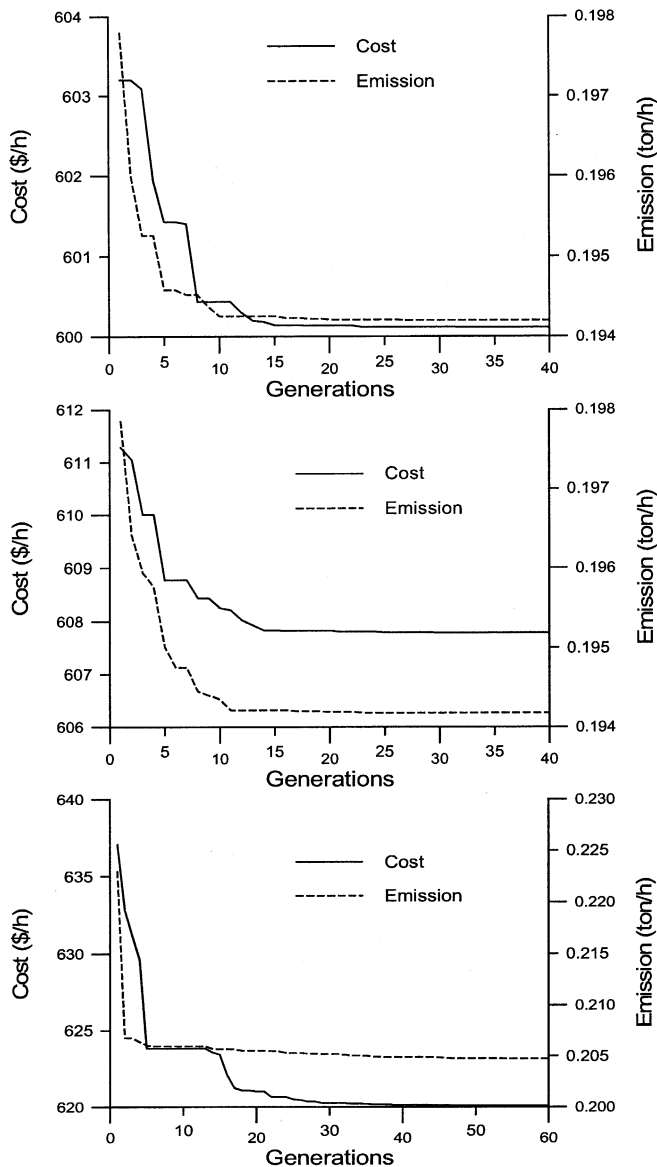 604
603
602
601
600
0.198
0.197
0.196
0.195
0.194
Cost ($/h)
Emission (ton/h)
Cost
Emission
0 5 10 15 20 25 30 35 40
Generations
612
611
610
609
608
607
606
0.198
0.197
0.196
0.195
0.194
Cost ($/h)
Emission (ton/h)
Cost
Emission
0 5 10 15 20 25 30 35 40
Generations
640
635
630
625
620
0.230
0.225
0.220
0.215
0.210
0.205
0.200
Cost ($/h)
Emission (ton/h)
Cost
Emission
0 10 20 30 40 50 60
Generations